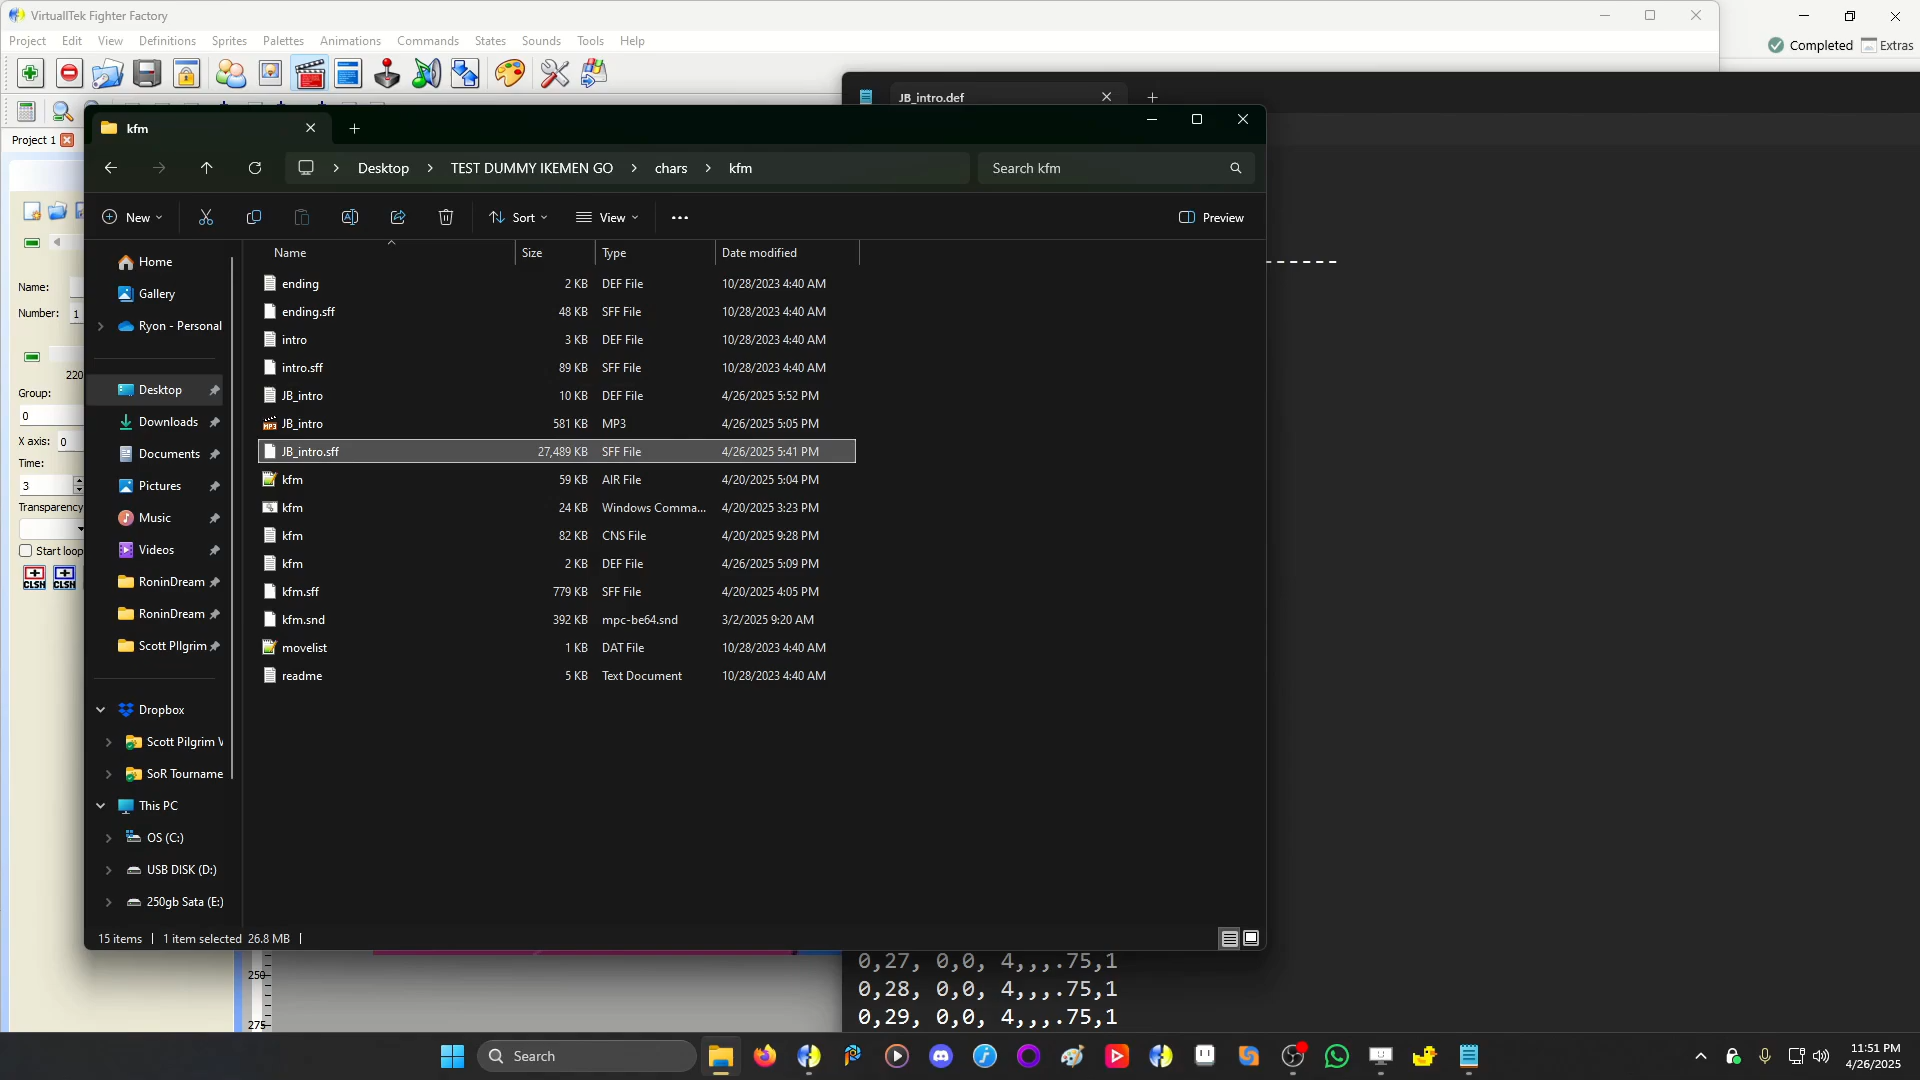 VirtuallTek Fighter Factory
Project Edit View Definitions Sprites Palettes Animations Commands States Sounds Tools Help
Completed Extras
JB_intro.def
Project 1
kfm
Desktop > TEST DUMMY IKEMEN GO > chars > kfm
Search kfm
New Sort View Preview
Name Size Type Date modified
ending 2 KB DEF File 10/28/2023 4:40 AM
ending.sff 48 KB SFF File 10/28/2023 4:40 AM
intro 3 KB DEF File 10/28/2023 4:40 AM
intro.sff 89 KB SFF File 10/28/2023 4:40 AM
JB_intro 10 KB DEF File 4/26/2025 5:52 PM
JB_intro 581 KB MP3 4/26/2025 5:05 PM
JB_intro.sff 27,489 KB SFF File 4/26/2025 5:41 PM
kfm 59 KB AIR File 4/20/2025 5:04 PM
kfm 24 KB Windows Comma... 4/20/2025 3:23 PM
kfm 82 KB CNS File 4/20/2025 9:28 PM
kfm 2 KB DEF File 4/26/2025 5:09 PM
kfm.sff 779 KB SFF File 4/20/2025 4:05 PM
kfm.snd 392 KB mpc-be64.snd 3/2/2025 9:20 AM
movelist 1 KB DAT File 10/28/2023 4:40 AM
readme 5 KB Text Document 10/28/2023 4:40 AM
Home
Gallery
Ryon - Personal
Desktop
Downloads
Documents
Pictures
Music
Videos
RoninDream
RoninDream
Scott PIlgrim
Dropbox
Scott Pilgrim V
SoR Tourname
This PC
OS (C:)
USB DISK (D:)
250gb Sata (E:)
15 items 1 item selected 26.8 MB
Name:
Number: 1
220
Group:
0
X axis: 0
Time:
3
Transparency
Start loop
CLSN CLSN
250
275
------
0,27, 0,0, 4,,,.75,1
0,28, 0,0, 4,,,.75,1
0,29, 0,0, 4,,,.75,1
Search
11:51 PM
4/26/2025